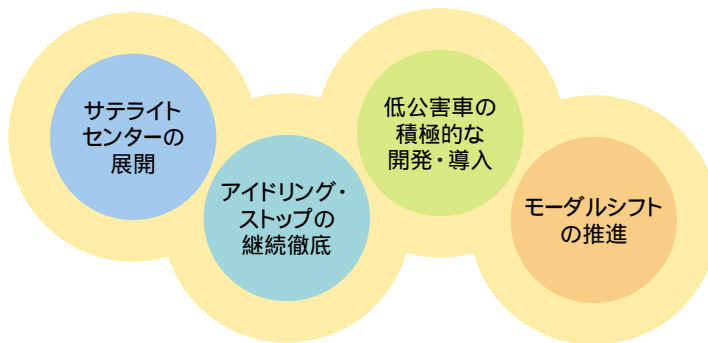 サテライト
センターの
展開
アイドリング・
ストップの
継続徹底
低公害車の
積極的な
開発・導入
モーダルシフト
の推進